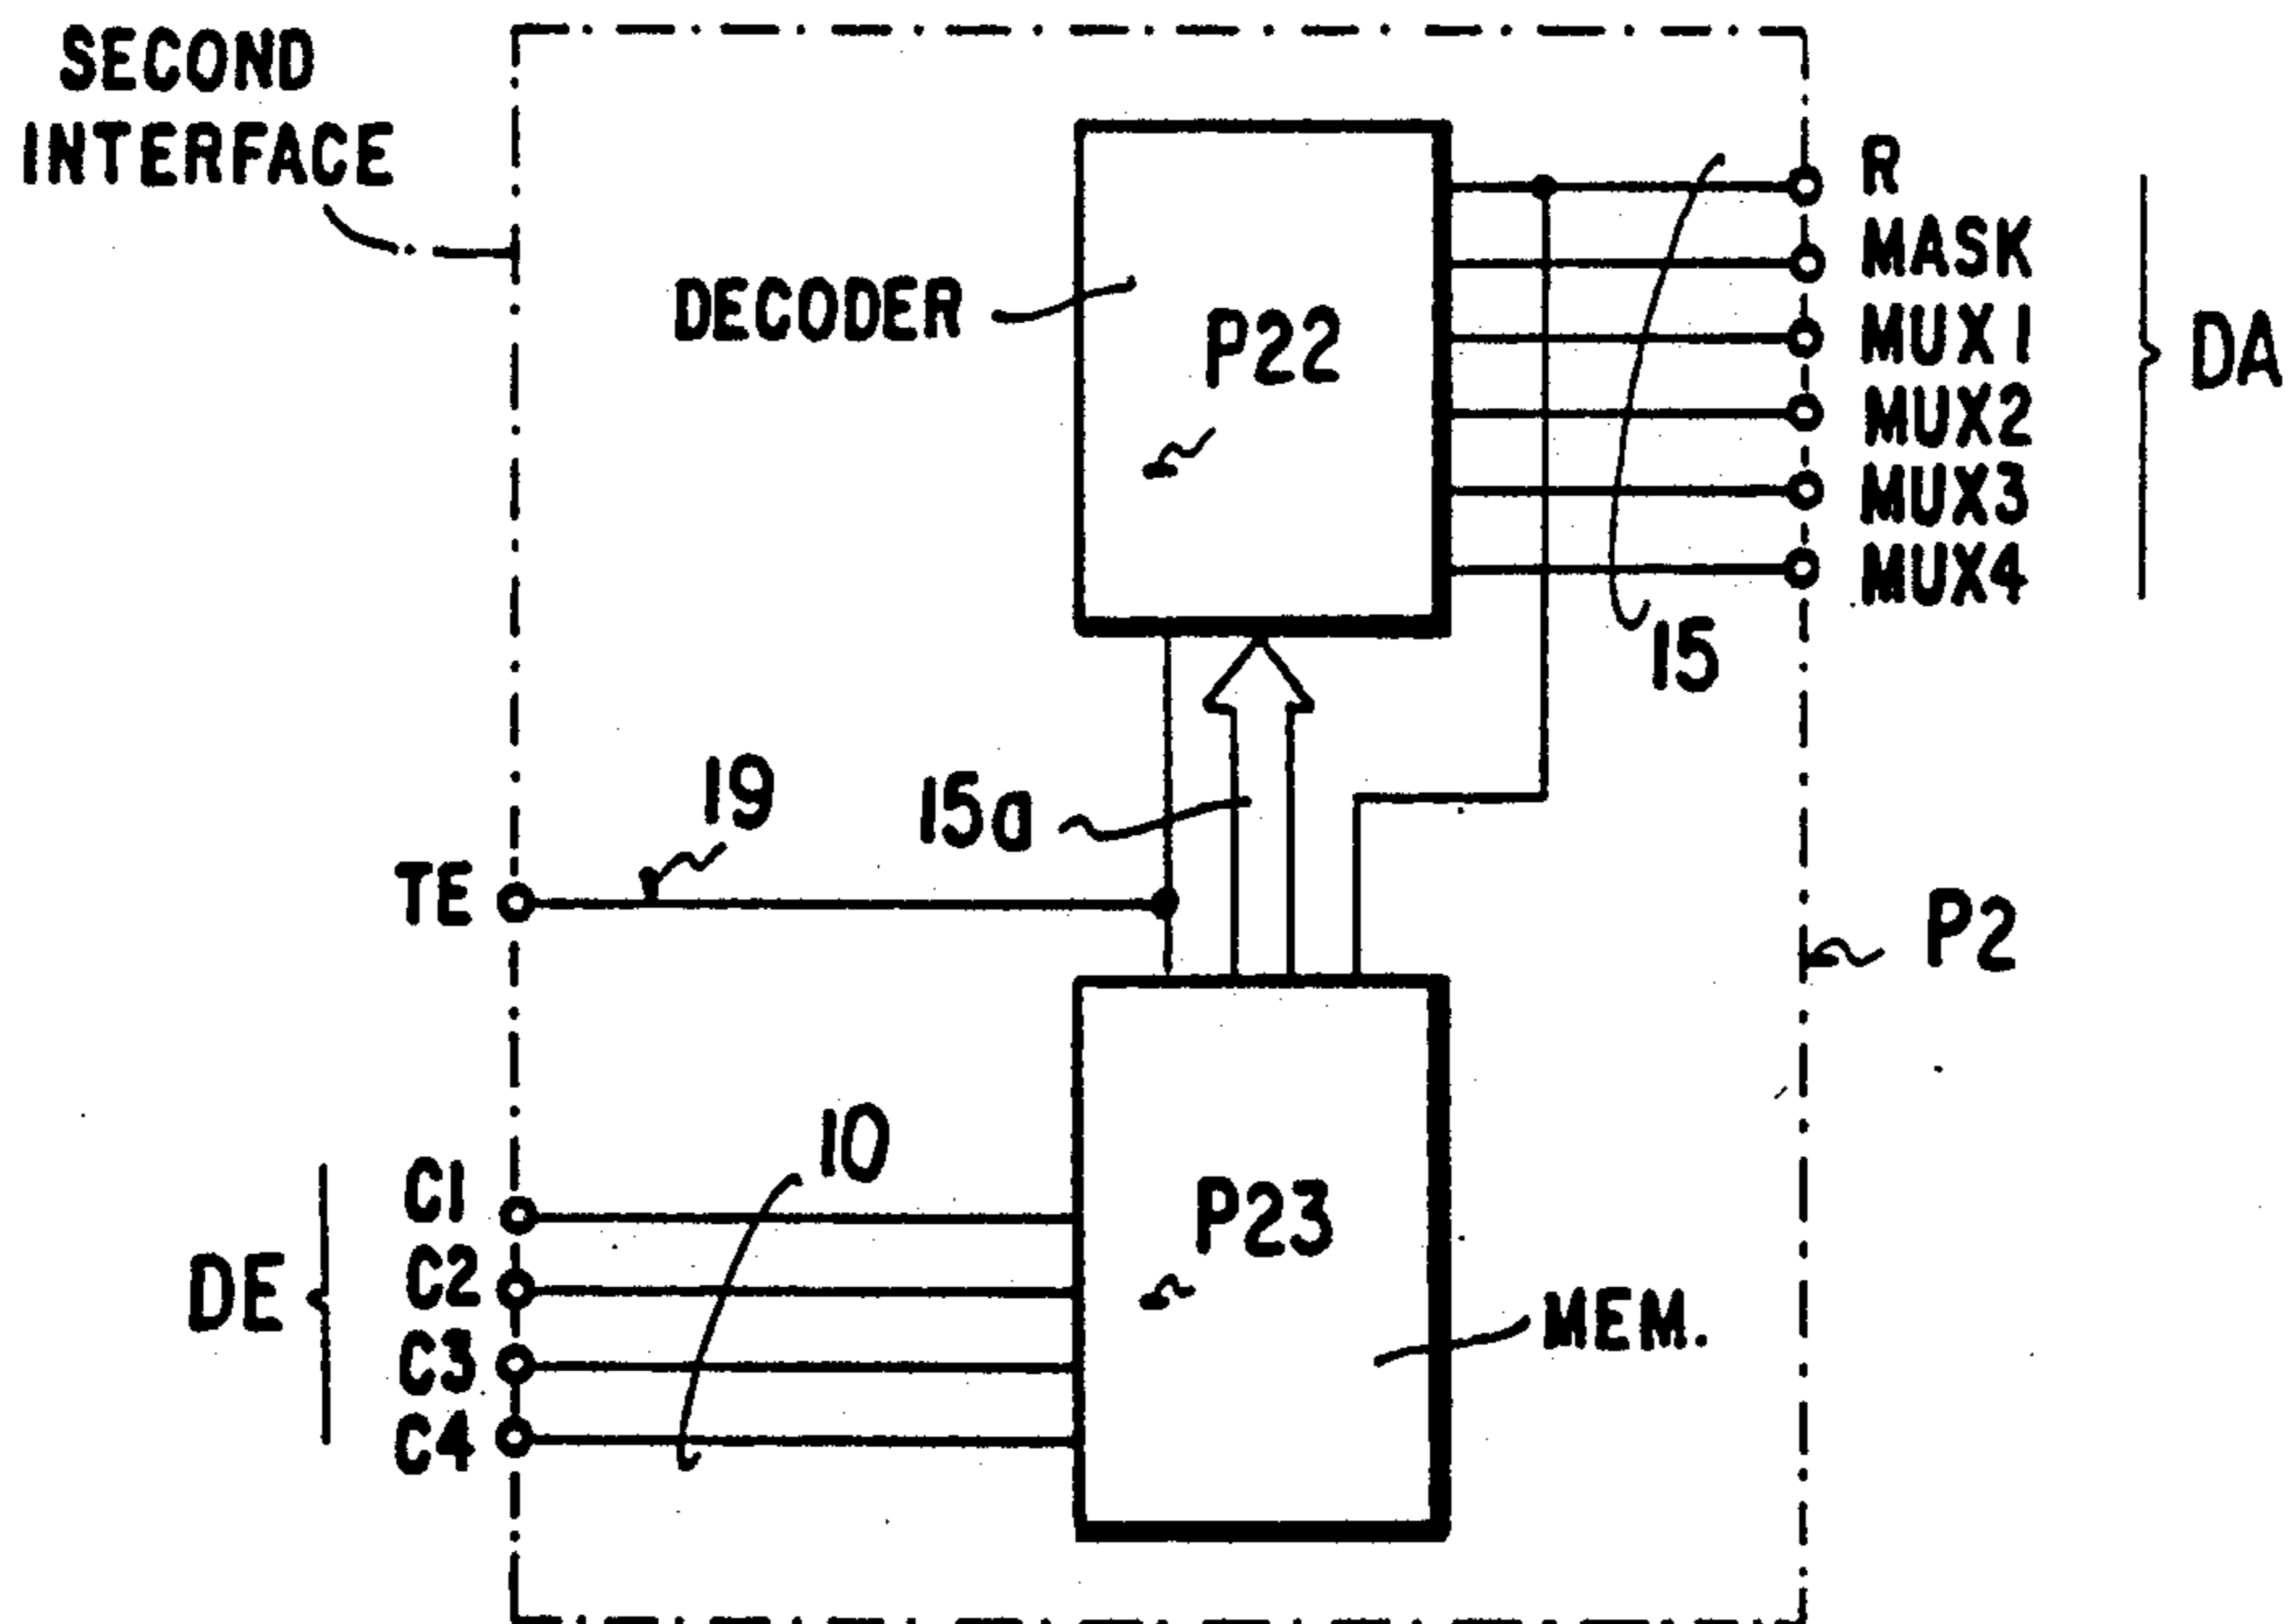 SECOND
INTERFACE
DECODER
P22
R
MASK
MUX1
MUX2
MUX3
MUX4
DA
15
19
15a
TE
P2
10
C1
C2
C3
C4
DE
P23
MEM.